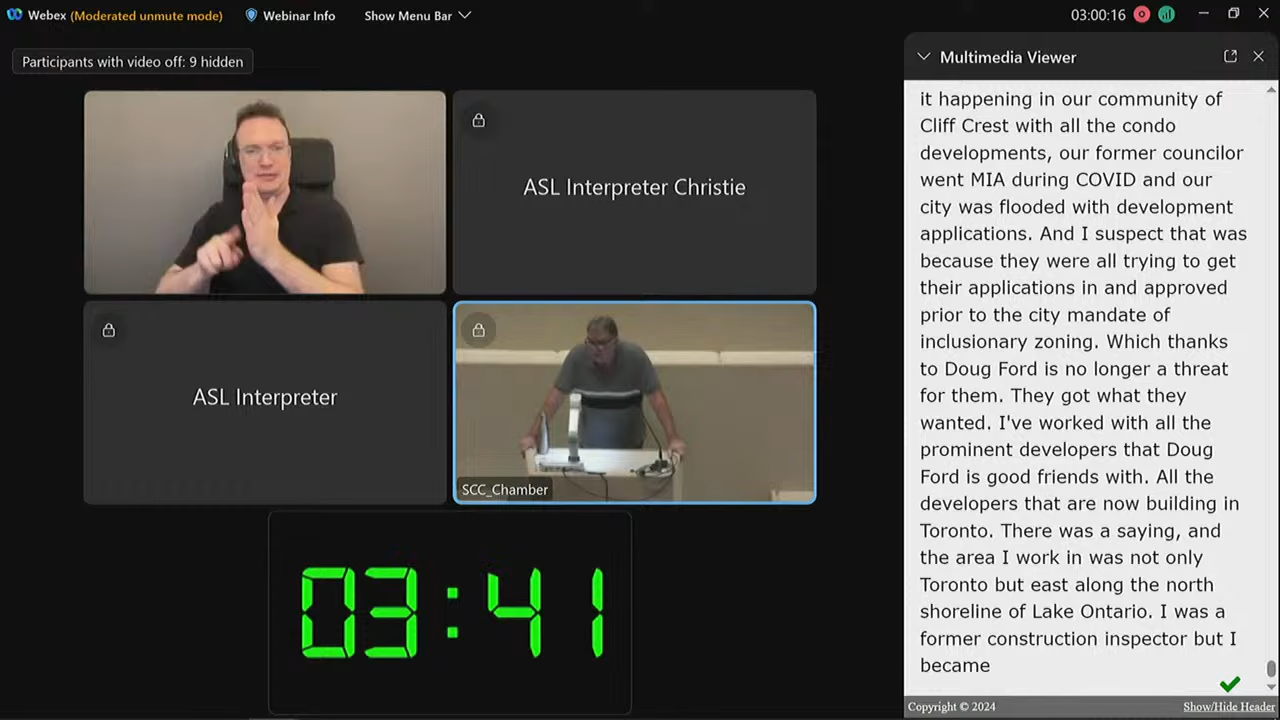 Webex (Moderated unmute mode) Webinar Info Show Menu Bar 03:00:16
Participants with video off: 9 hidden
ASL Interpreter Christie
ASL Interpreter
SCC_Chamber
03:41
Multimedia Viewer
it happening in our community of
Cliff Crest with all the condo
developments, our former councilor
went MIA during COVID and our
city was flooded with development
applications. And I suspect that was
because they were all trying to get
their applications in and approved
prior to the city mandate of
inclusionary zoning. Which thanks
to Doug Ford is no longer a threat
for them. They got what they
wanted. I've worked with all the
prominent developers that Doug
Ford is good friends with. All the
developers that are now building in
Toronto. There was a saying, and
the area I work in was not only
Toronto but east along the north
shoreline of Lake Ontario. I was a
former construction inspector but I
became
Copyright © 2024 Show/Hide Header